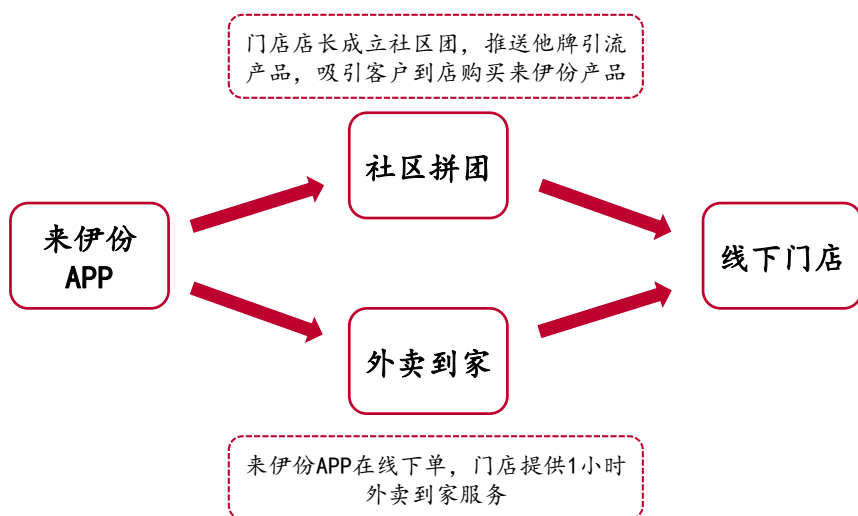 门店店长成立社区团，推送他牌引流
产品，吸引客户到店购买来伊份产品
社区拼团
来伊份
APP
线下门店
外卖到家
来伊份APP在线下单，门店提供1小时
外卖到家服务